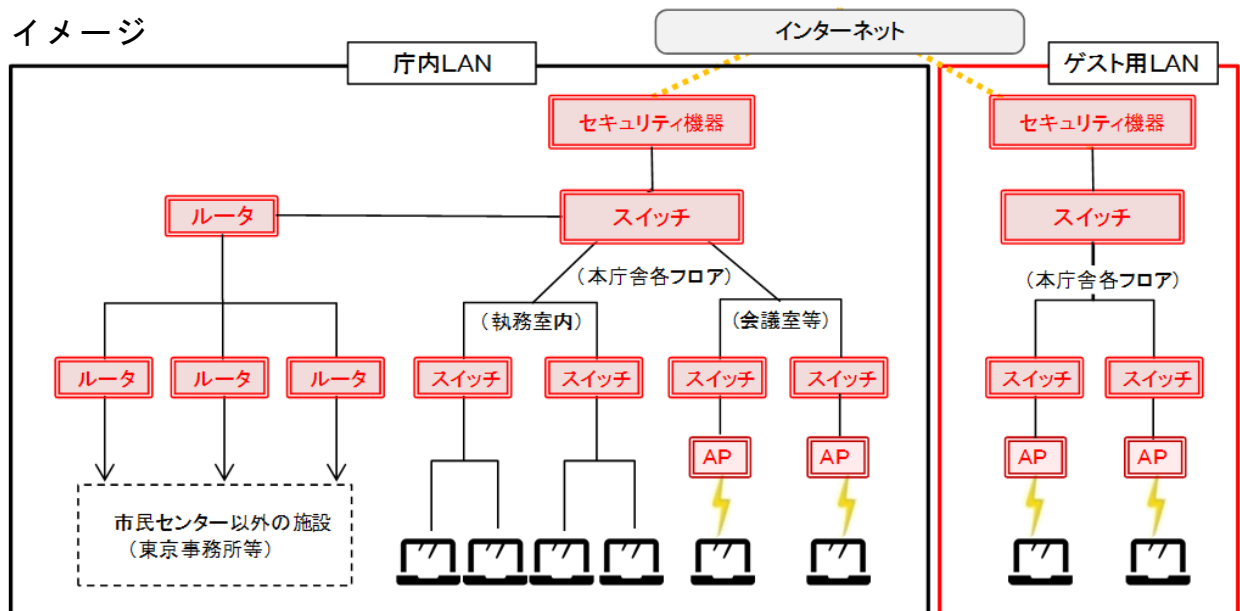 イメージ
インターネット
庁内LAN
ゲスト用LAN
セキュリティ機器
セキュリティ機器
ルータ
スイッチ
スイッチ
（本庁舎各フロア）
（本庁舎各フロア）
（執務室内）
（会議室等）
ルータ
ルータ
ルータ
スイッチ
スイッチ
スイッチ
スイッチ
スイッチ
スイッチ
AP
AP
AP
AP
市民センター以外の施設
（東京事務所等）